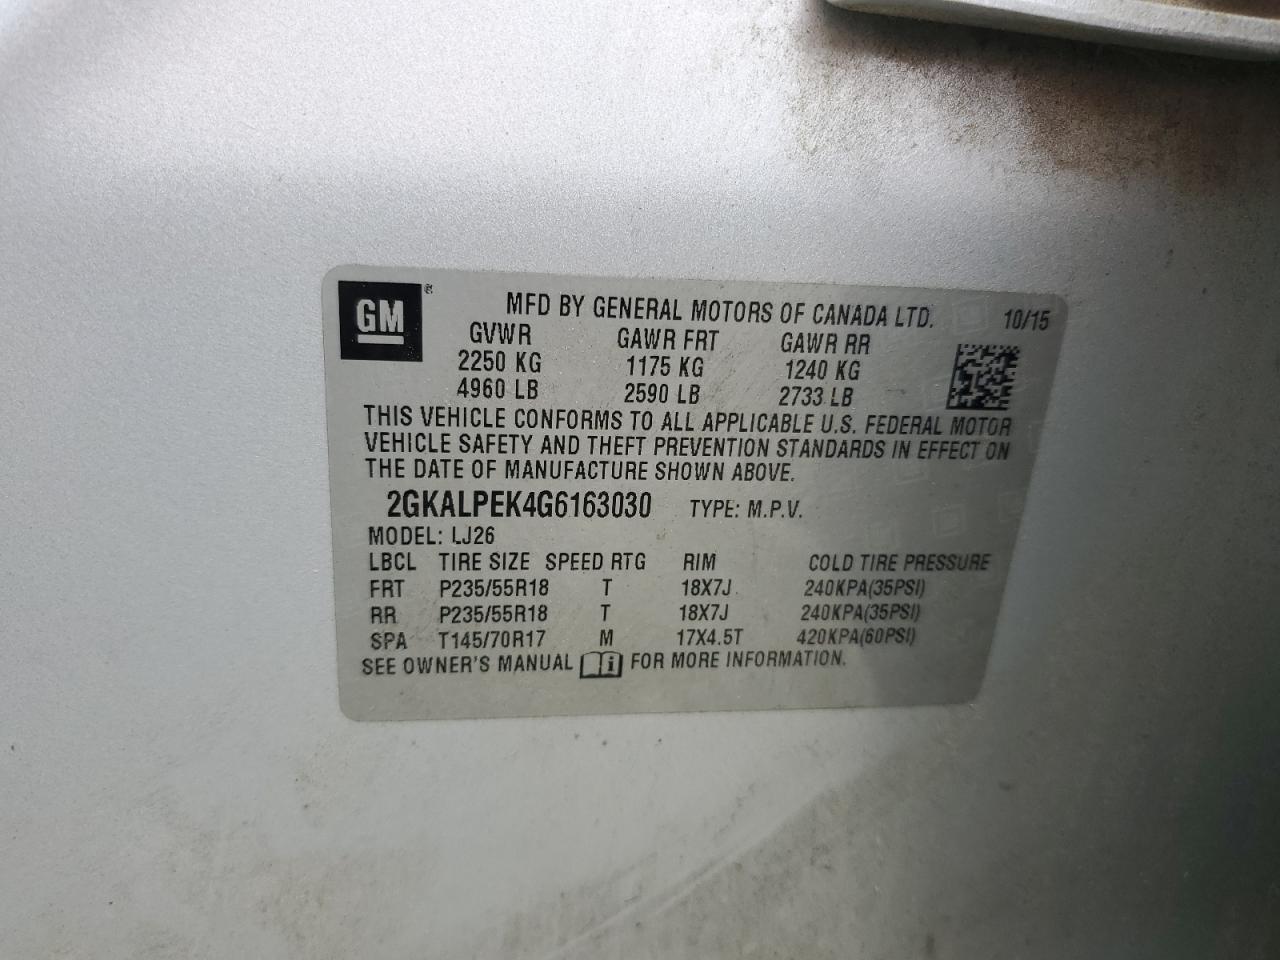 GM ®
MFD BY GENERAL MOTORS OF CANADA LTD. 10/15
GVWR GAWR FRT GAWR RR
2250 KG 1175 KG 1240 KG
4960 LB 2590 LB 2733 LB
THIS VEHICLE CONFORMS TO ALL APPLICABLE U.S. FEDERAL MOTOR
VEHICLE SAFETY AND THEFT PREVENTION STANDARDS IN EFFECT ON
THE DATE OF MANUFACTURE SHOWN ABOVE.
2GKALPEK4G6163030 TYPE: M.P.V.
MODEL: LJ26
LBCL TIRE SIZE SPEED RTG RIM COLD TIRE PRESSURE
FRT P235/55R18 T 18X7J 240KPA(35PSI)
RR P235/55R18 T 18X7J 240KPA(35PSI)
SPA T145/70R17 M 17X4.5T 420KPA(60PSI)
SEE OWNER'S MANUAL i FOR MORE INFORMATION.